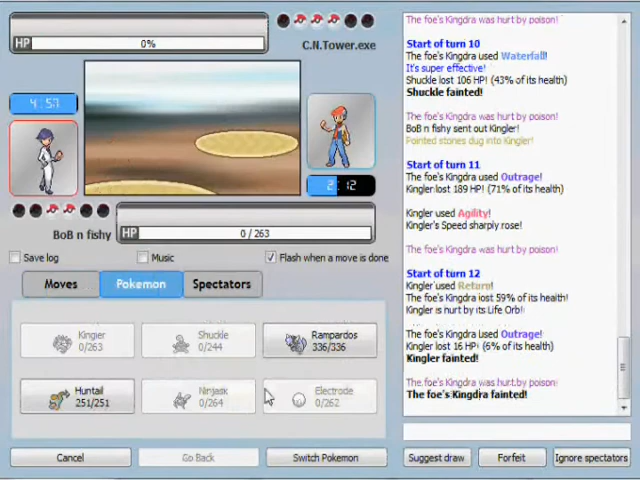 HP 0%
C.N.Tower.exe
4:57
2:12
BoB n fishy
HP 0 / 263
Save log Music Flash when a move is done
Moves Pokemon Spectators
Kingler
0/263
Shuckle
0/244
Rampardos
336/336
Huntail
251/251
Ninjask
0/264
Electrode
0/262
Cancel Go Back Switch Pokemon
The foe's Kingdra was hurt by poison!
Start of turn 10
The foe's Kingdra used Waterfall!
It's super effective!
Shuckle lost 106 HP! (43% of its health)
Shuckle fainted!
The foe's Kingdra was hurt by poison!
BoB n fishy sent out Kingler!
Pointed stones dug into Kingler!
Start of turn 11
The foe's Kingdra used Outrage!
Kingler lost 189 HP! (71% of its health)
Kingler used Agility!
Kingler's Speed sharply rose!
The foe's Kingdra was hurt by poison!
Start of turn 12
Kingler used Return!
The foe's Kingdra lost 59% of its health!
Kingler is hurt by its Life Orb!
The foe's Kingdra used Outrage!
Kingler lost 16 HP! (6% of its health)
Kingler fainted!
The foe's Kingdra was hurt by poison!
The foe's Kingdra fainted!
Suggest draw Forfeit Ignore spectators